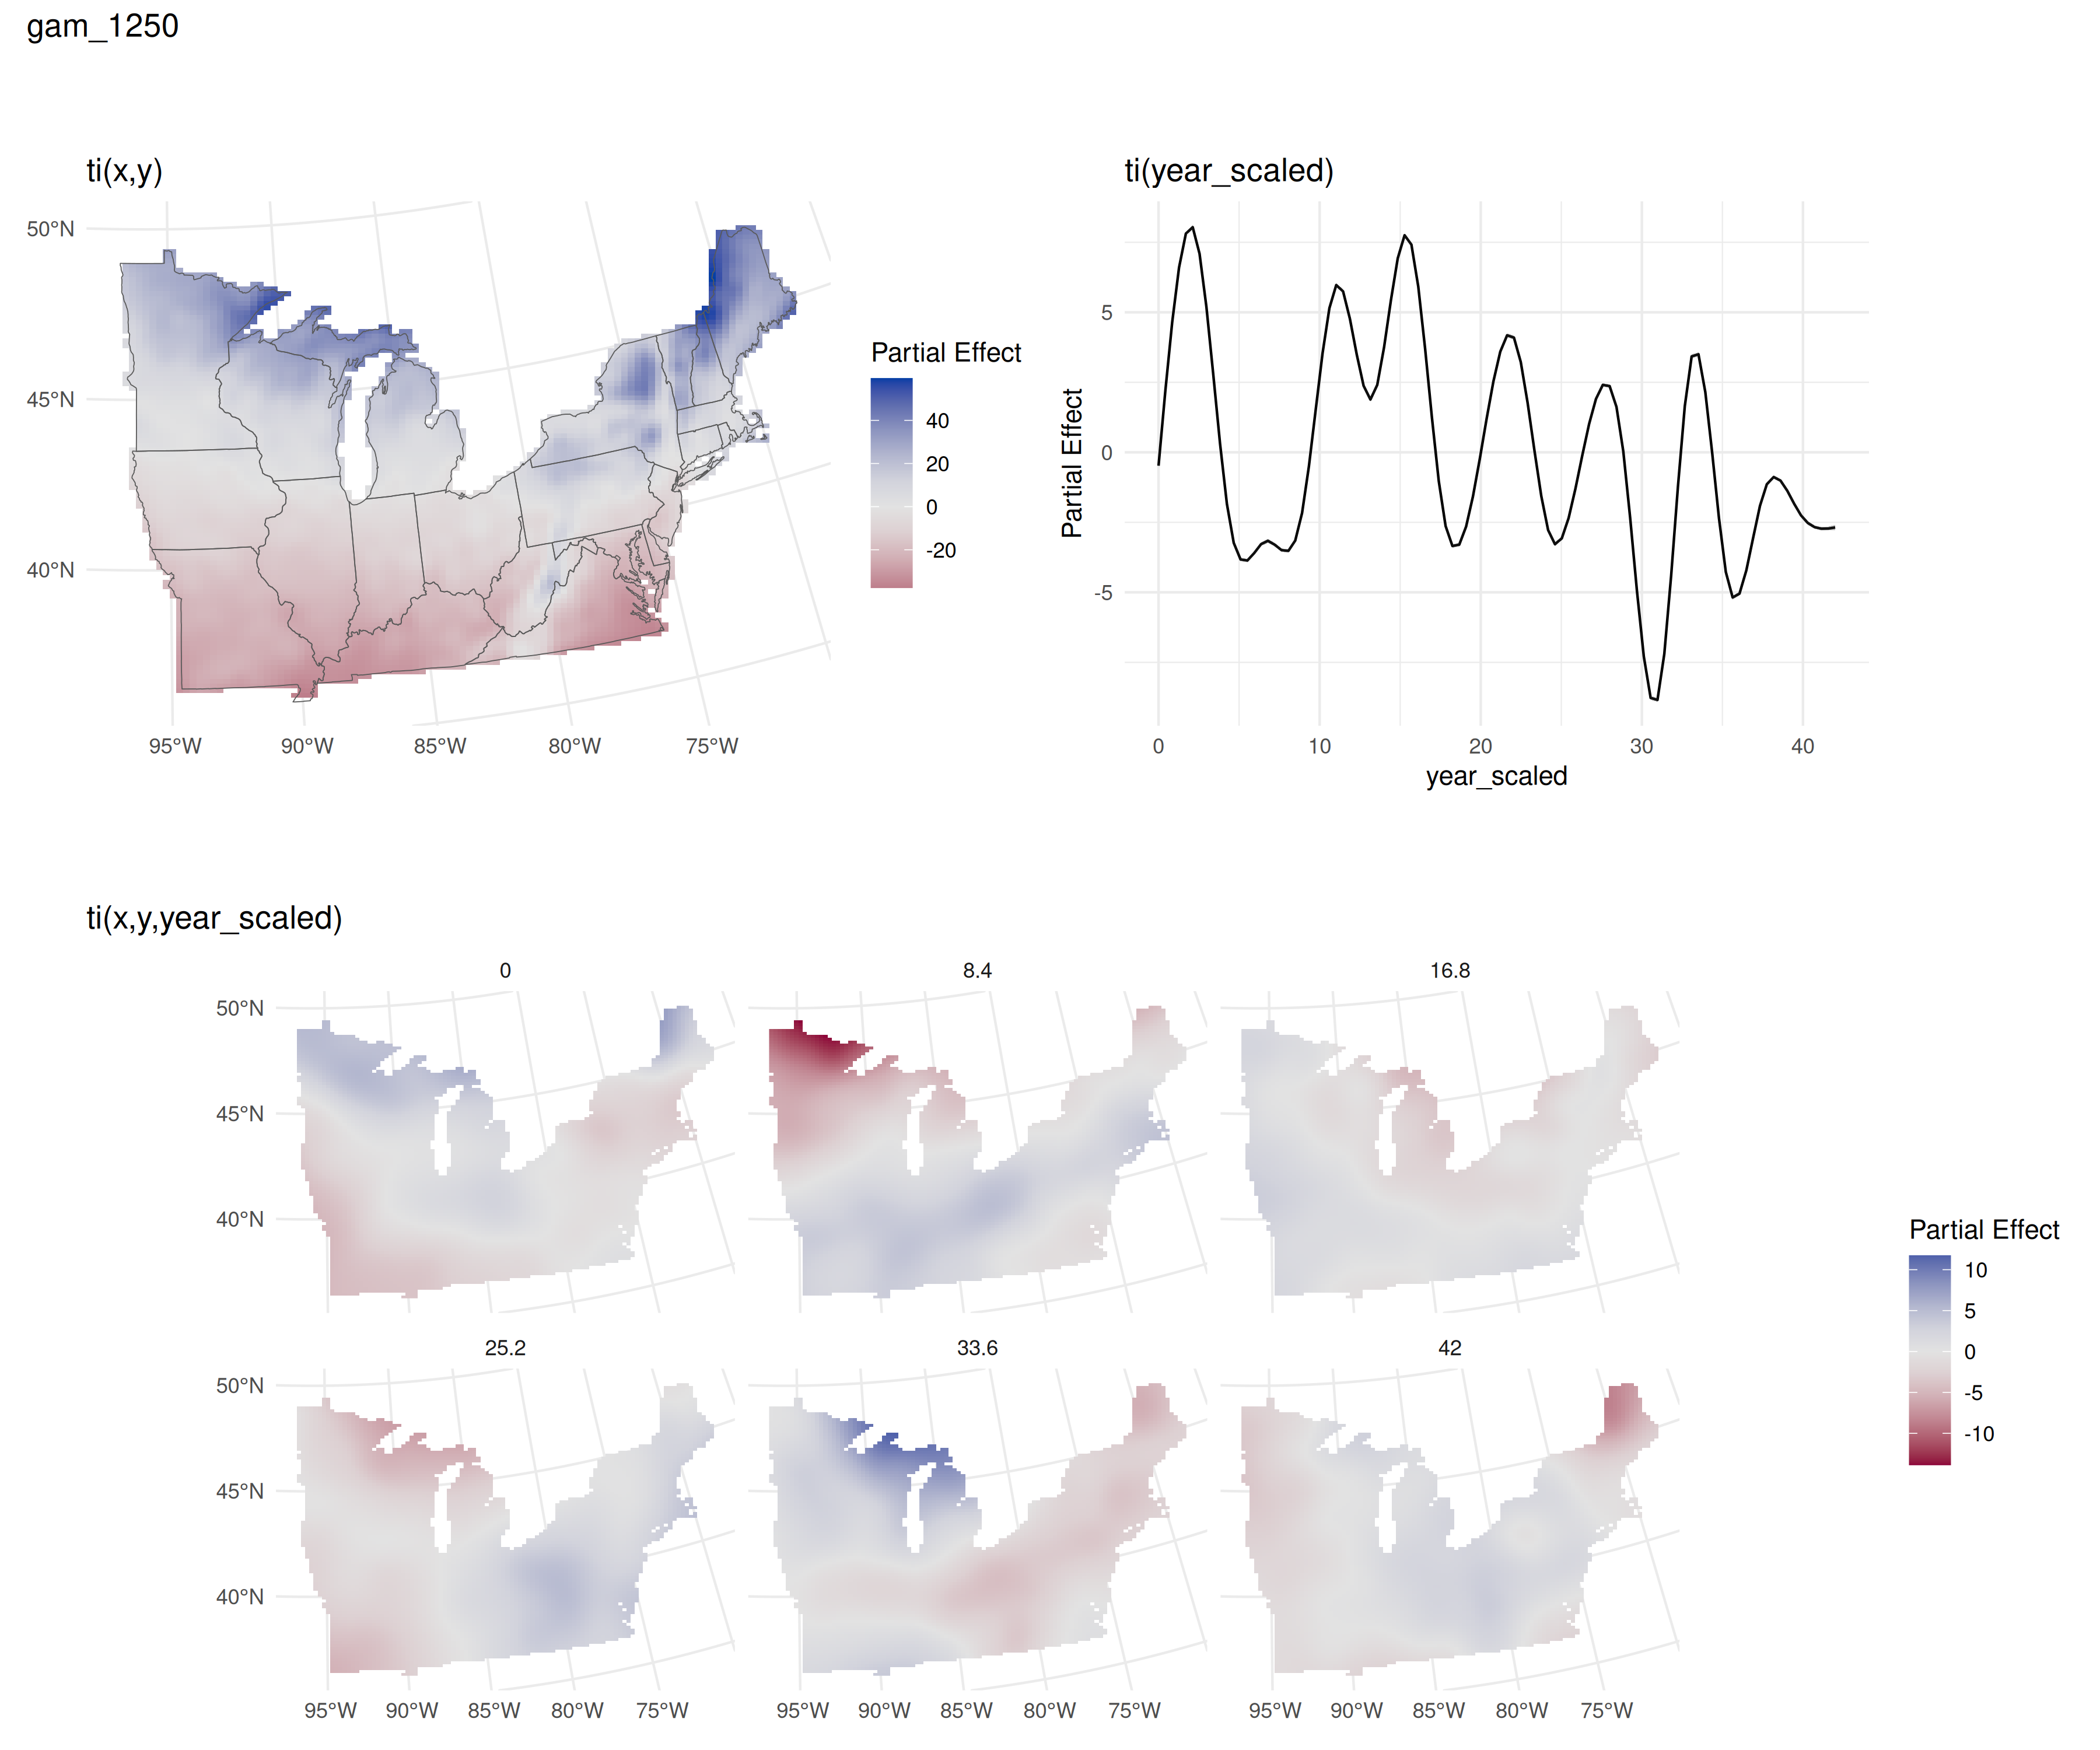 gam_1250
ti(x,y)
50°N
45°N
40°N
95°W 90°W 85°W 80°W 75°W
Partial Effect
40
20
0
-20
ti(year_scaled)
Partial Effect
5
0
-5
0 10 20 30 40
year_scaled
ti(x,y,year_scaled)
0 8.4 16.8
50°N
45°N
40°N
25.2 33.6 42
50°N
45°N
40°N
95°W 90°W 85°W 80°W 75°W 95°W 90°W 85°W 80°W 75°W 95°W 90°W 85°W 80°W 75°W
Partial Effect
10
5
0
-5
-10